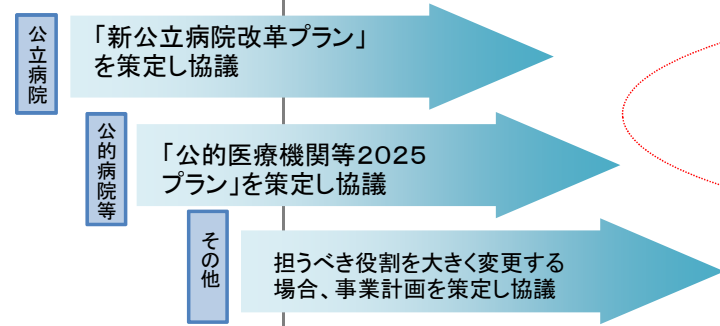 公立病院
「新公立病院改革プラン」
を策定し協議
公的病院等
「公的医療機関等2025
プラン」を策定し協議
その他
担うべき役割を大きく変更する
場合、事業計画を策定し協議